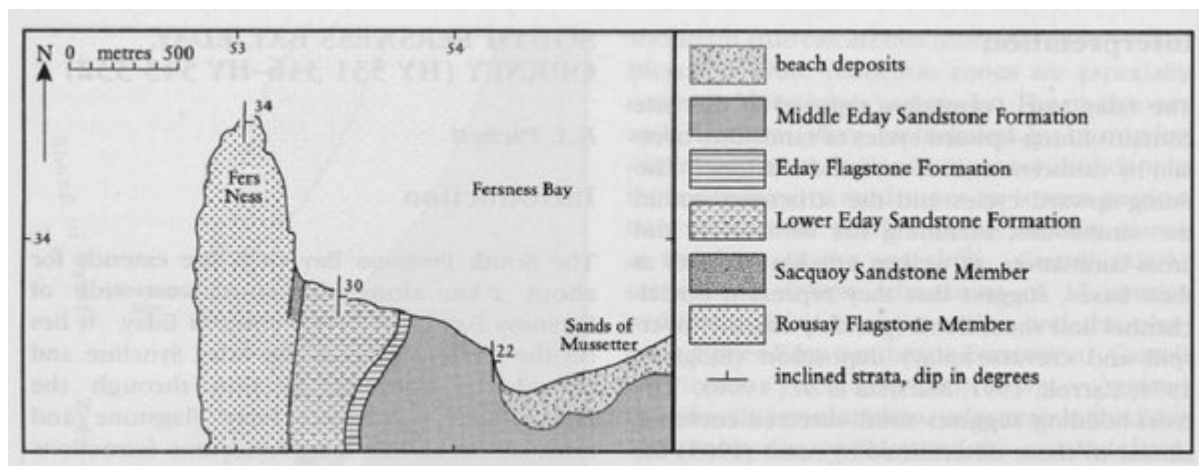 N 0 metres 500
53
54
34
Fers
Ness
Fersness Bay
34
30
Sands of
Mussetter
22
beach deposits
Middle Eday Sandstone Formation
Eday Flagstone Formation
Lower Eday Sandstone Formation
Sacquoy Sandstone Member
Rousay Flagstone Member
inclined strata, dip in degrees